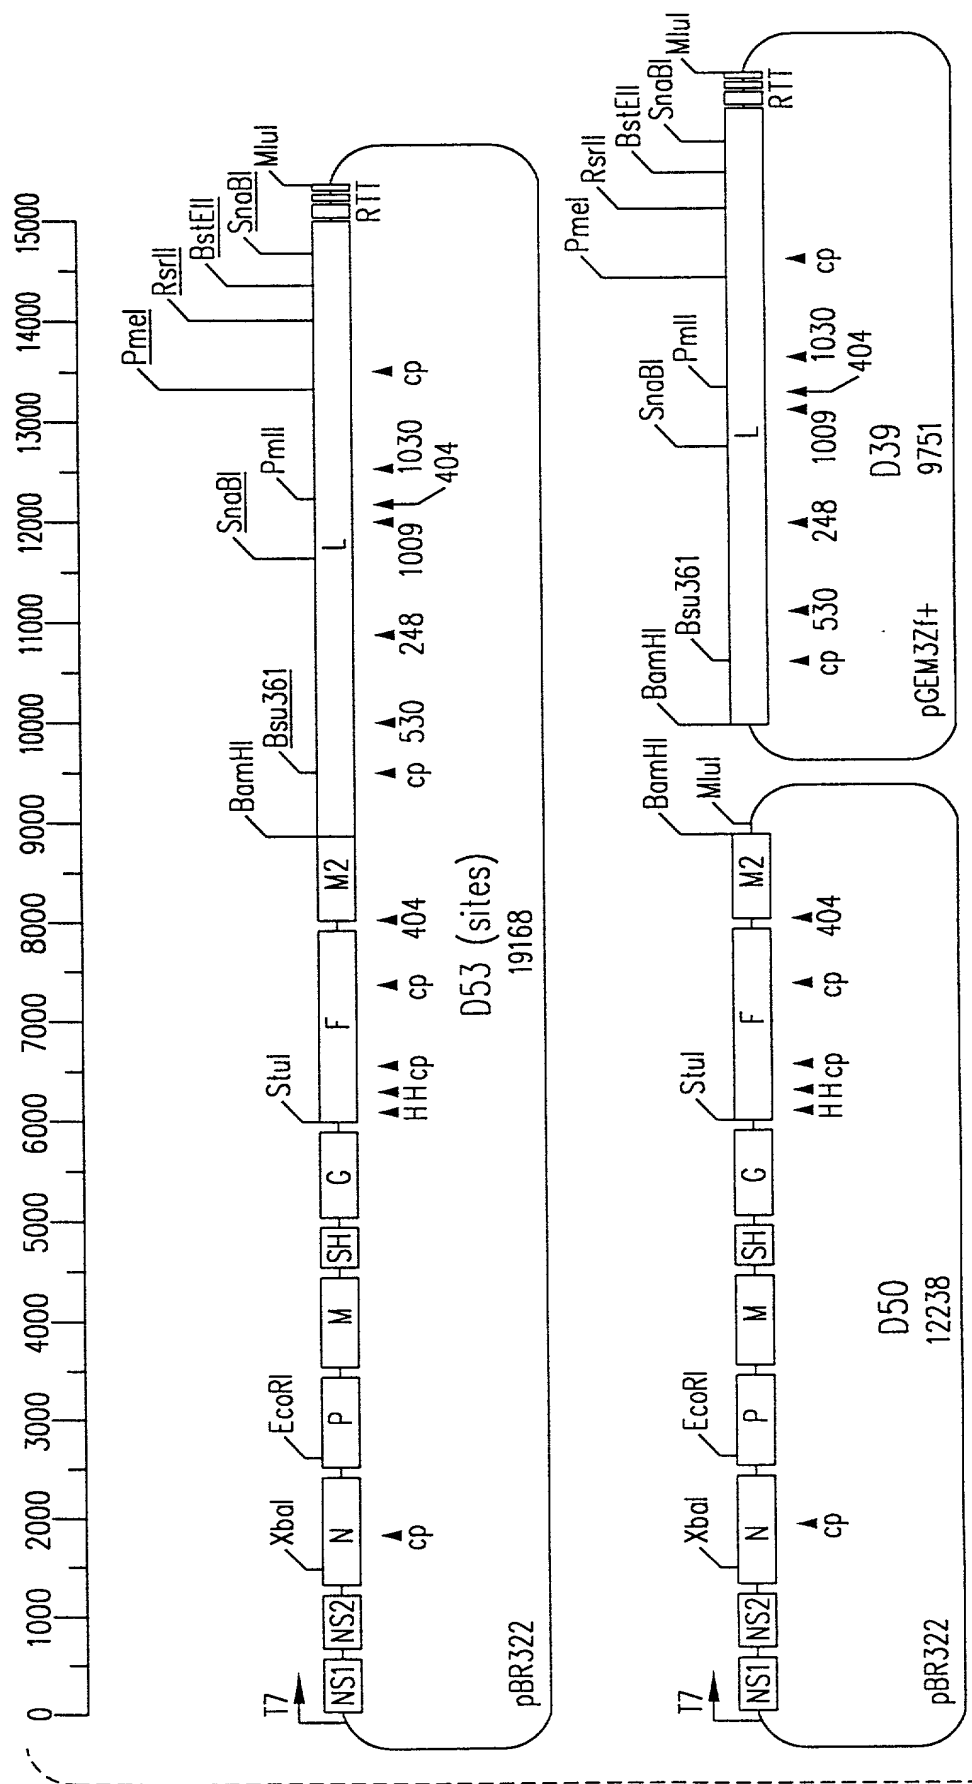 0 1000 2000 3000 4000 5000 6000 7000 8000 9000 10000 11000 12000 13000 14000 15000
T7
XbaI
EcoRI
StuI
BamHI
Bsu361
SnaBI
PmlI
PmeI
RsrII
BstEII
SnaBI
MluI
NS1 NS2 N P M SH G F M2 L
RTT
cp
HHcp
cp
404
cp
530
248
1009
404
1030
cp
D53 (sites)
19168
pBR322
T7
XbaI
EcoRI
StuI
BamHI
MluI
NS1 NS2 N P M SH G F M2
cp
HHcp
cp
404
D50
12238
pBR322
BamHI
Bsu361
SnaBI
PmlI
PmeI
RsrII
BstEII
SnaBI
MluI
L
RTT
cp
530
248
1009
404
1030
cp
D39
9751
pGEM3Zf+